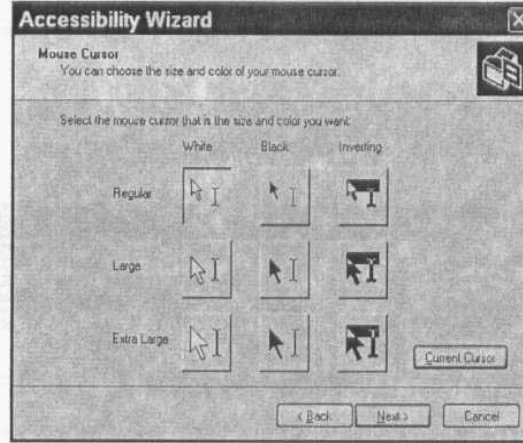 Accessibility Wizard
Mouse Cursor
You can choose the size and color of your mouse cursor.
Select the mouse cursor that is the size and color you want:
White Black Inverting
Regular
Large
Extra Large
Current Cursor
< Back Next > Cancel